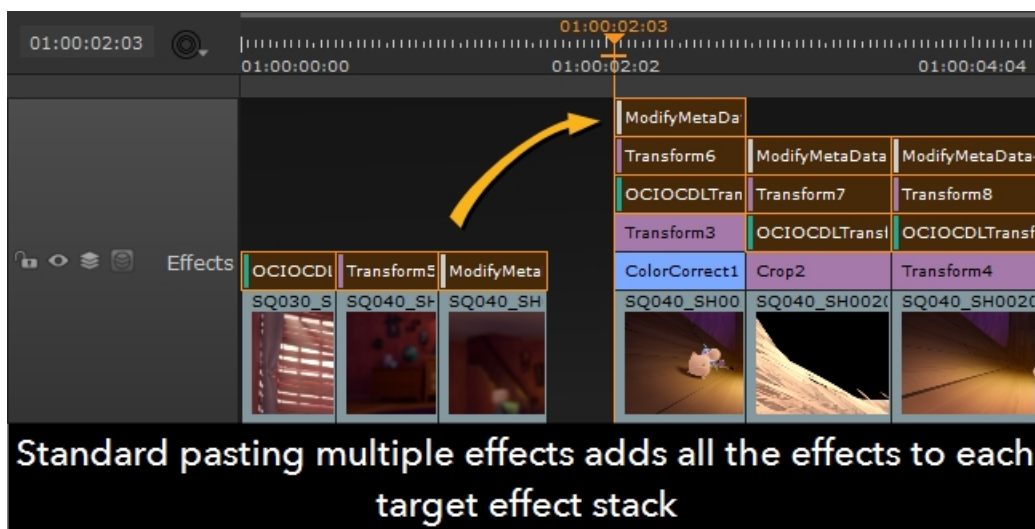 01:00:02:03
01:00:02:03
01:00:00:00 01:00:02:02 01:00:04:04
ModifyMetaDa
Transform6 ModifyMetaData ModifyMetaData
OCIOCDLTran Transform7 Transform8
Transform3 OCIOCDLTransf OCIOCDLTransf
Effects OCIOCDL Transform5 ModifyMeta ColorCorrect1 Crop2 Transform4
SQ030_S SQ040_SH SQ040_SH SQ040_SH00 SQ040_SH002( SQ040_SH0020
Standard pasting multiple effects adds all the effects to each
target effect stack